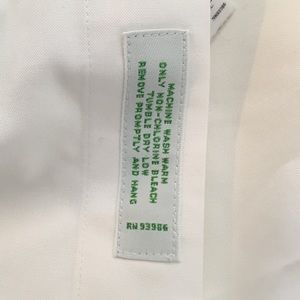 MACHINE WASH WARM
ONLY NON-CHLORINE BLEACH
TUMBLE DRY LOW
REMOVE PROMPTLY AND HANG
RN 93986